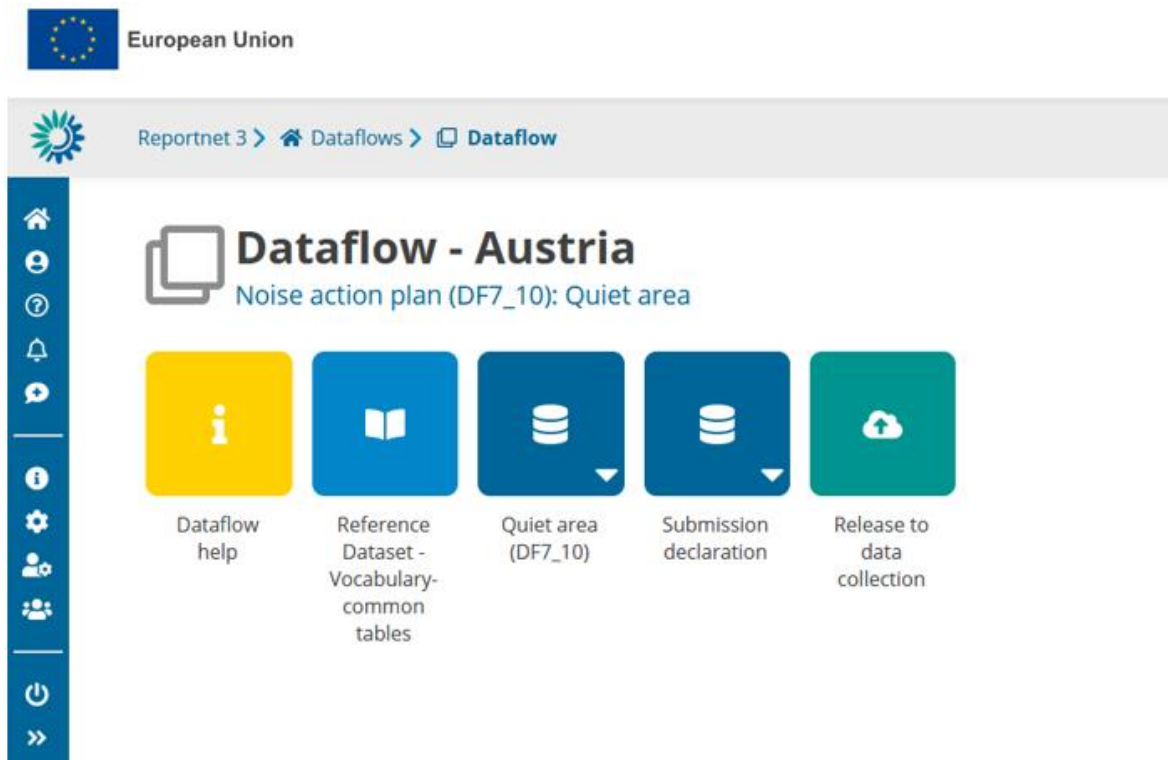 European Union
Reportnet 3 Dataflows Dataflow
Dataflow - Austria
Noise action plan (DF7_10): Quiet area
Dataflow
help
Reference
Dataset -
Vocabulary-
common
tables
Quiet area
(DF7_10)
Submission
declaration
Release to
data
collection